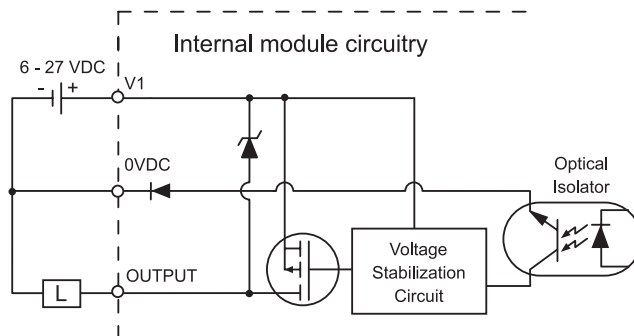 Internal module circuitry
6 - 27 VDC
- +
V1
0VDC
Optical
Isolator
Voltage
Stabilization
Circuit
OUTPUT
L